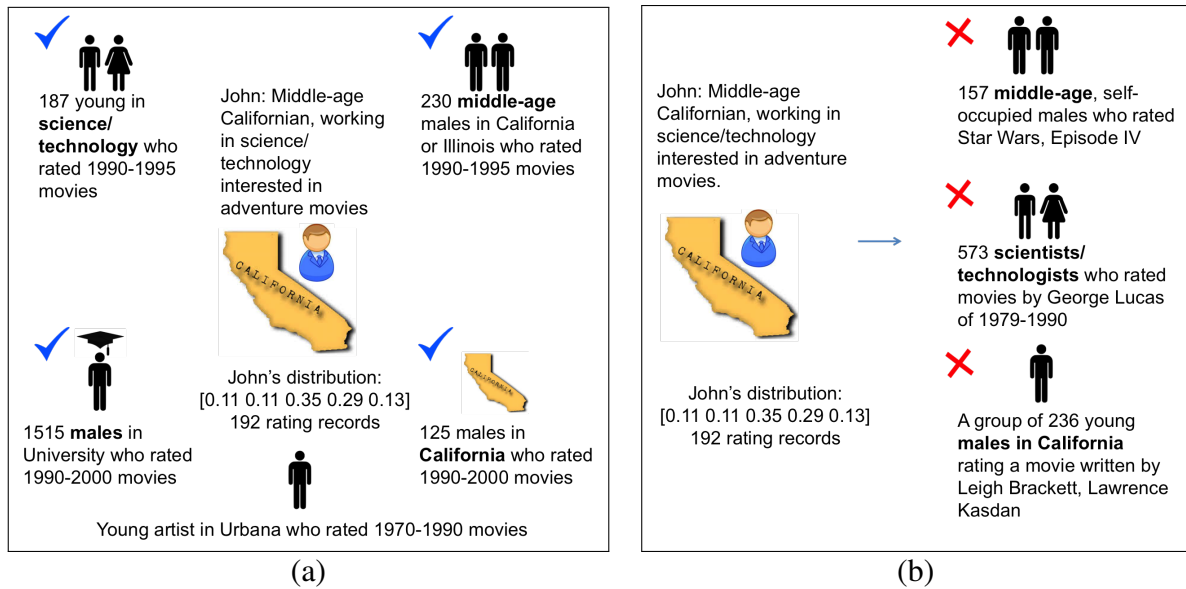 187 young in
science/
technology who
rated 1990-1995
movies
John: Middle-age
Californian, working
in science/
technology
interested in
adventure movies
CALIFORNIA
230 middle-age
males in California
or Illinois who rated
1990-1995 movies
1515 males in
University who rated
1990-2000 movies
John's distribution:
[0.11 0.11 0.35 0.29 0.13]
192 rating records
CALIFORNIA
125 males in
California who rated
1990-2000 movies
Young artist in Urbana who rated 1970-1990 movies
(a)
John: Middle-age
Californian, working in
science/technology
interested in adventure
movies.
CALIFORNIA
John's distribution:
[0.11 0.11 0.35 0.29 0.13]
192 rating records
157 middle-age, self-
occupied males who rated
Star Wars, Episode IV
573 scientists/
technologists who rated
movies by George Lucas
of 1979-1990
A group of 236 young
males in California
rating a movie written by
Leigh Brackett, Lawrence
Kasdan
(b)